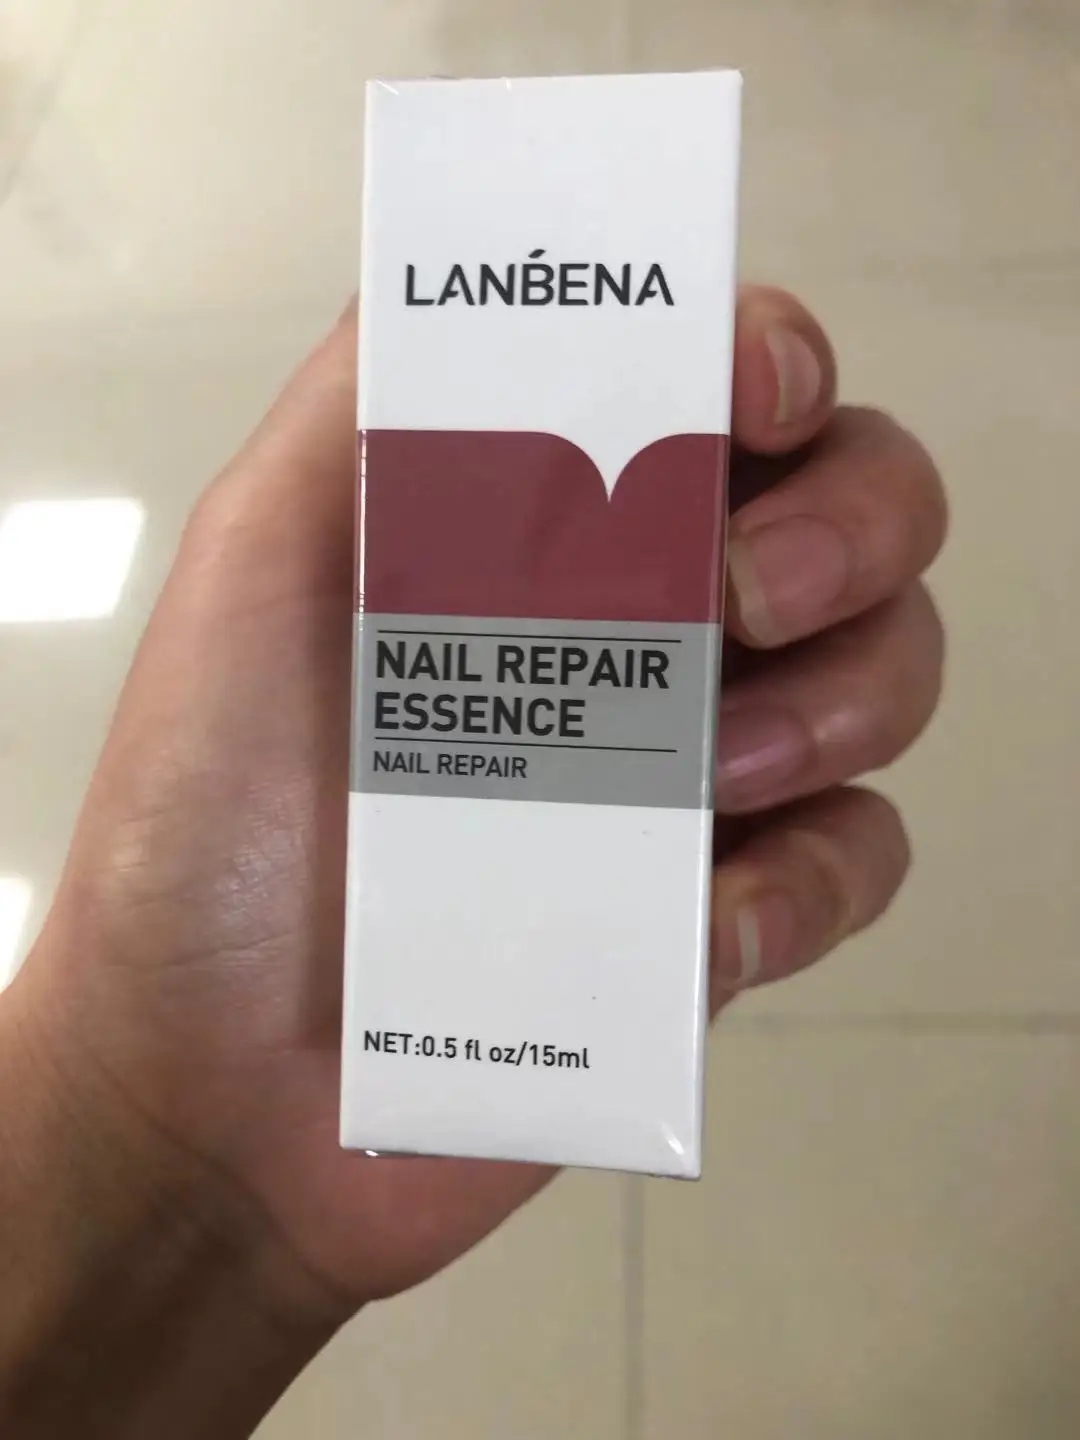 LANBENA
NAIL REPAIR
ESSENCE
NAIL REPAIR
NET:0.5 fl oz/15ml